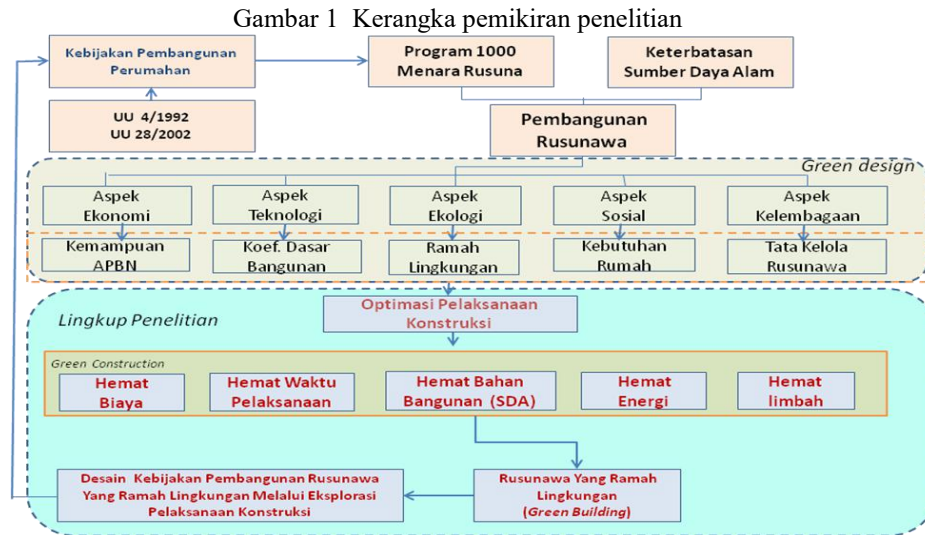 Gambar 1 Kerangka pemikiran penelitian
Kebijakan Pembangunan
Perumahan
Program 1000
Menara Rusuna
Keterbatasan
Sumber Daya Alam
UU 4/1992
UU 28/2002
Pembangunan
Rusunawa
Green design
Aspek
Ekonomi
Aspek
Teknologi
Aspek
Ekologi
Aspek
Sosial
Aspek
Kelembagaan
Kemampuan
APBN
Koef. Dasar
Bangunan
Ramah
Lingkungan
Kebutuhan
Rumah
Tata Kelola
Rusunawa
Lingkup Penelitian
Optimasi Pelaksanaan
Konstruksi
Green Construction
Hemat
Biaya
Hemat Waktu
Pelaksanaan
Hemat Bahan
Bangunan (SDA)
Hemat
Energi
Hemat
limbah
Desain Kebijakan Pembangunan Rusunawa
Yang Ramah Lingkungan Melalui Eksplorasi
Pelaksanaan Konstruksi
Rusunawa Yang Ramah
Lingkungan
(Green Building)